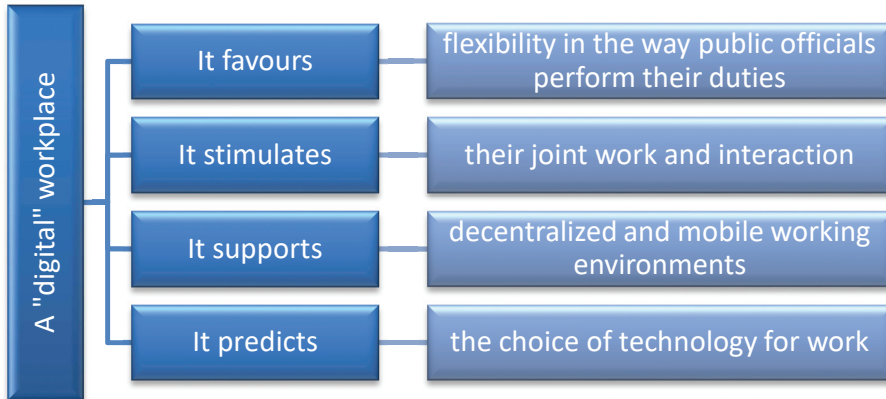 A "digital" workplace
It favours
flexibility in the way public officials
perform their duties
It stimulates
their joint work and interaction
It supports
decentralized and mobile working
environments
It predicts
the choice of technology for work